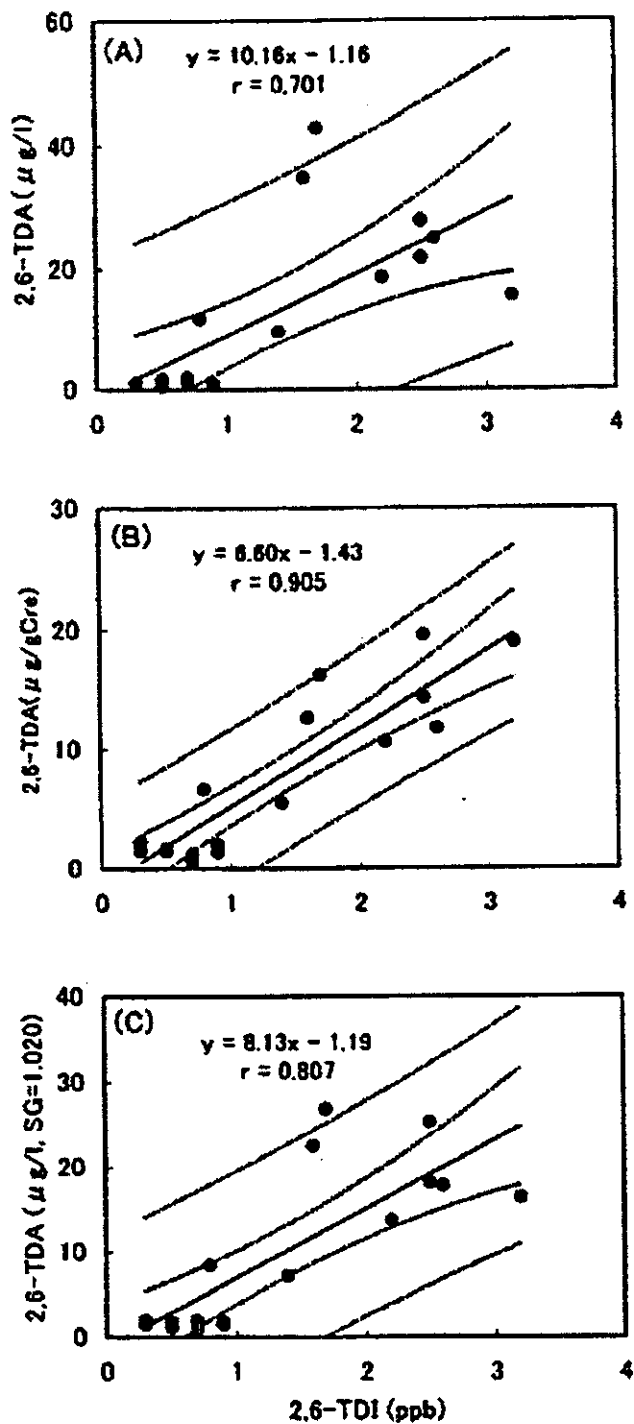 (A)
y = 10.16x - 1.16
r = 0.701
2,6-TDA (μg/l)
60
40
20
0
0 1 2 3 4
(B)
y = 6.60x - 1.43
r = 0.905
2,6-TDA(μg/gCre)
30
20
10
0
0 1 2 3 4
(C)
y = 8.13x - 1.19
r = 0.807
2,6-TDA (μg/l, SG=1.020)
40
30
20
10
0
0 1 2 3 4
2,6-TDI (ppb)